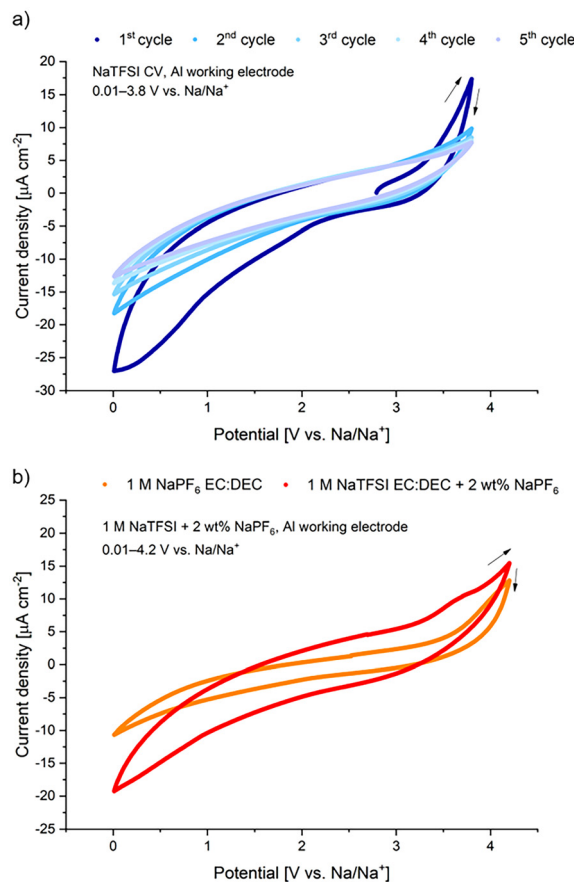 a)
1st cycle 2nd cycle 3rd cycle 4th cycle 5th cycle
20
15
10
5
0
-5
-10
-15
-20
-25
-30
Current density [µA cm-2]
NaTFSI CV, Al working electrode
0.01–3.8 V vs. Na/Na+
0 1 2 3 4
Potential [V vs. Na/Na+]
b)
1 M NaPF6 EC:DEC 1 M NaTFSI EC:DEC + 2 wt% NaPF6
25
20
15
10
5
0
-5
-10
-15
-20
-25
Current density [µA cm-2]
1 M NaTFSI + 2 wt% NaPF6, Al working electrode
0.01–4.2 V vs. Na/Na+
0 1 2 3 4
Potential [V vs. Na/Na+]